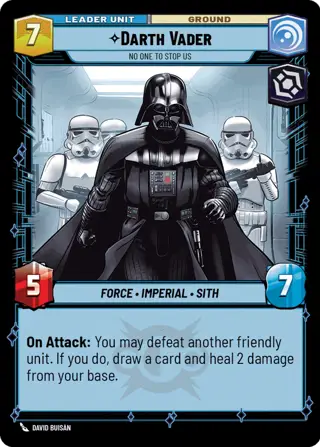 LEADER UNIT
GROUND
7
✧DARTH VADER
NO ONE TO STOP US
5
7
FORCE • IMPERIAL • SITH
On Attack: You may defeat another friendly
unit. If you do, draw a card and heal 2 damage
from your base.
DAVID BUISÁN